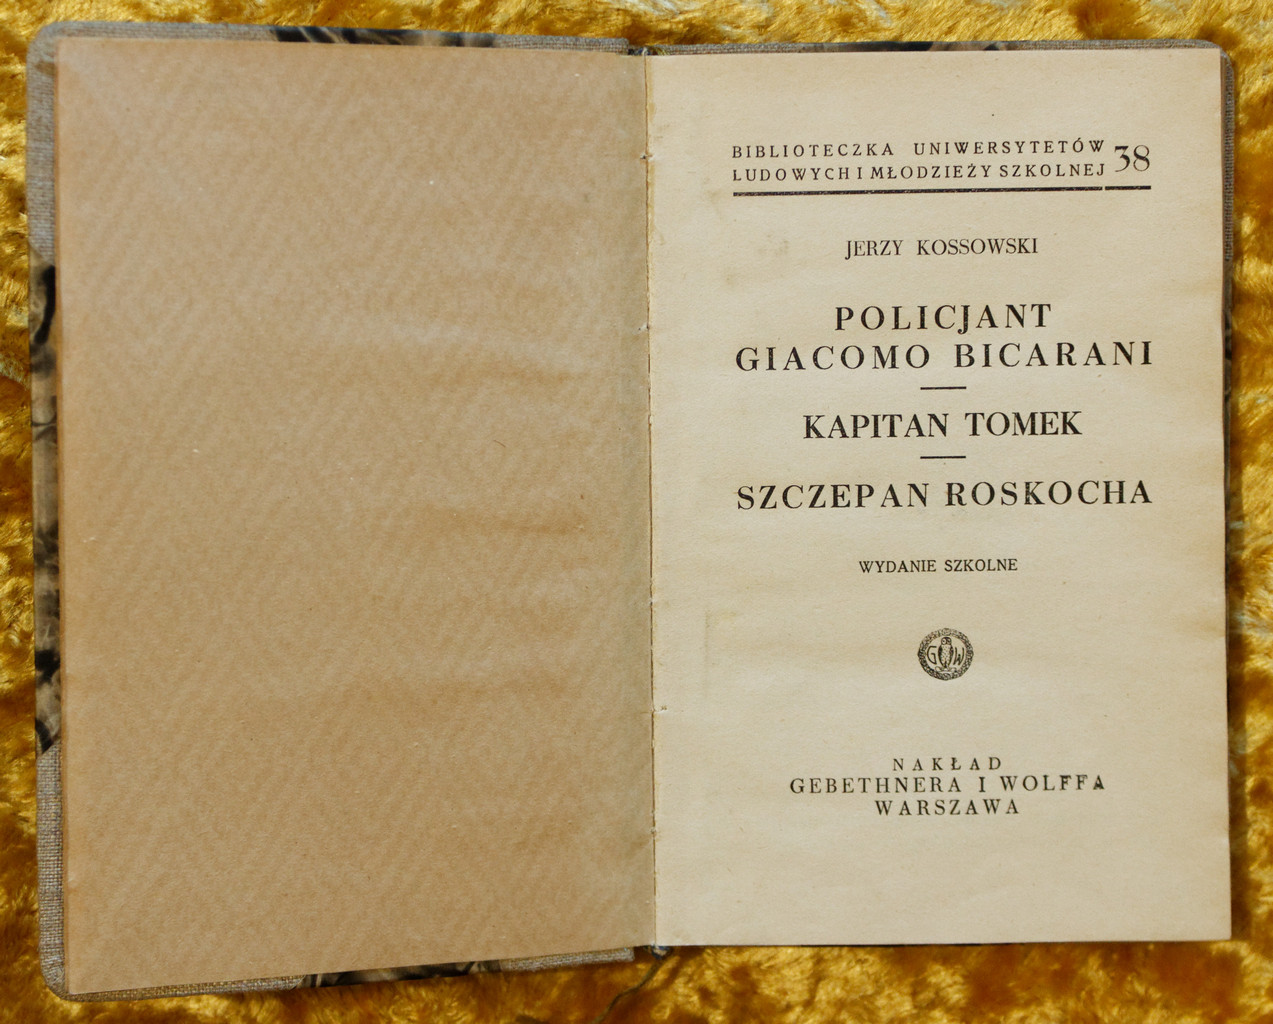 BIBLIOTECZKA UNIWERSYTETÓW
LUDOWYCH I MŁODZIEŻY SZKOLNEJ 38
JERZY KOSSOWSKI
POLICJANT
GIACOMO BICARANI
KAPITAN TOMEK
SZCZEPAN ROSKOCHA
WYDANIE SZKOLNE
G W
NAKŁAD
GEBETHNERA I WOLFFA
WARSZAWA